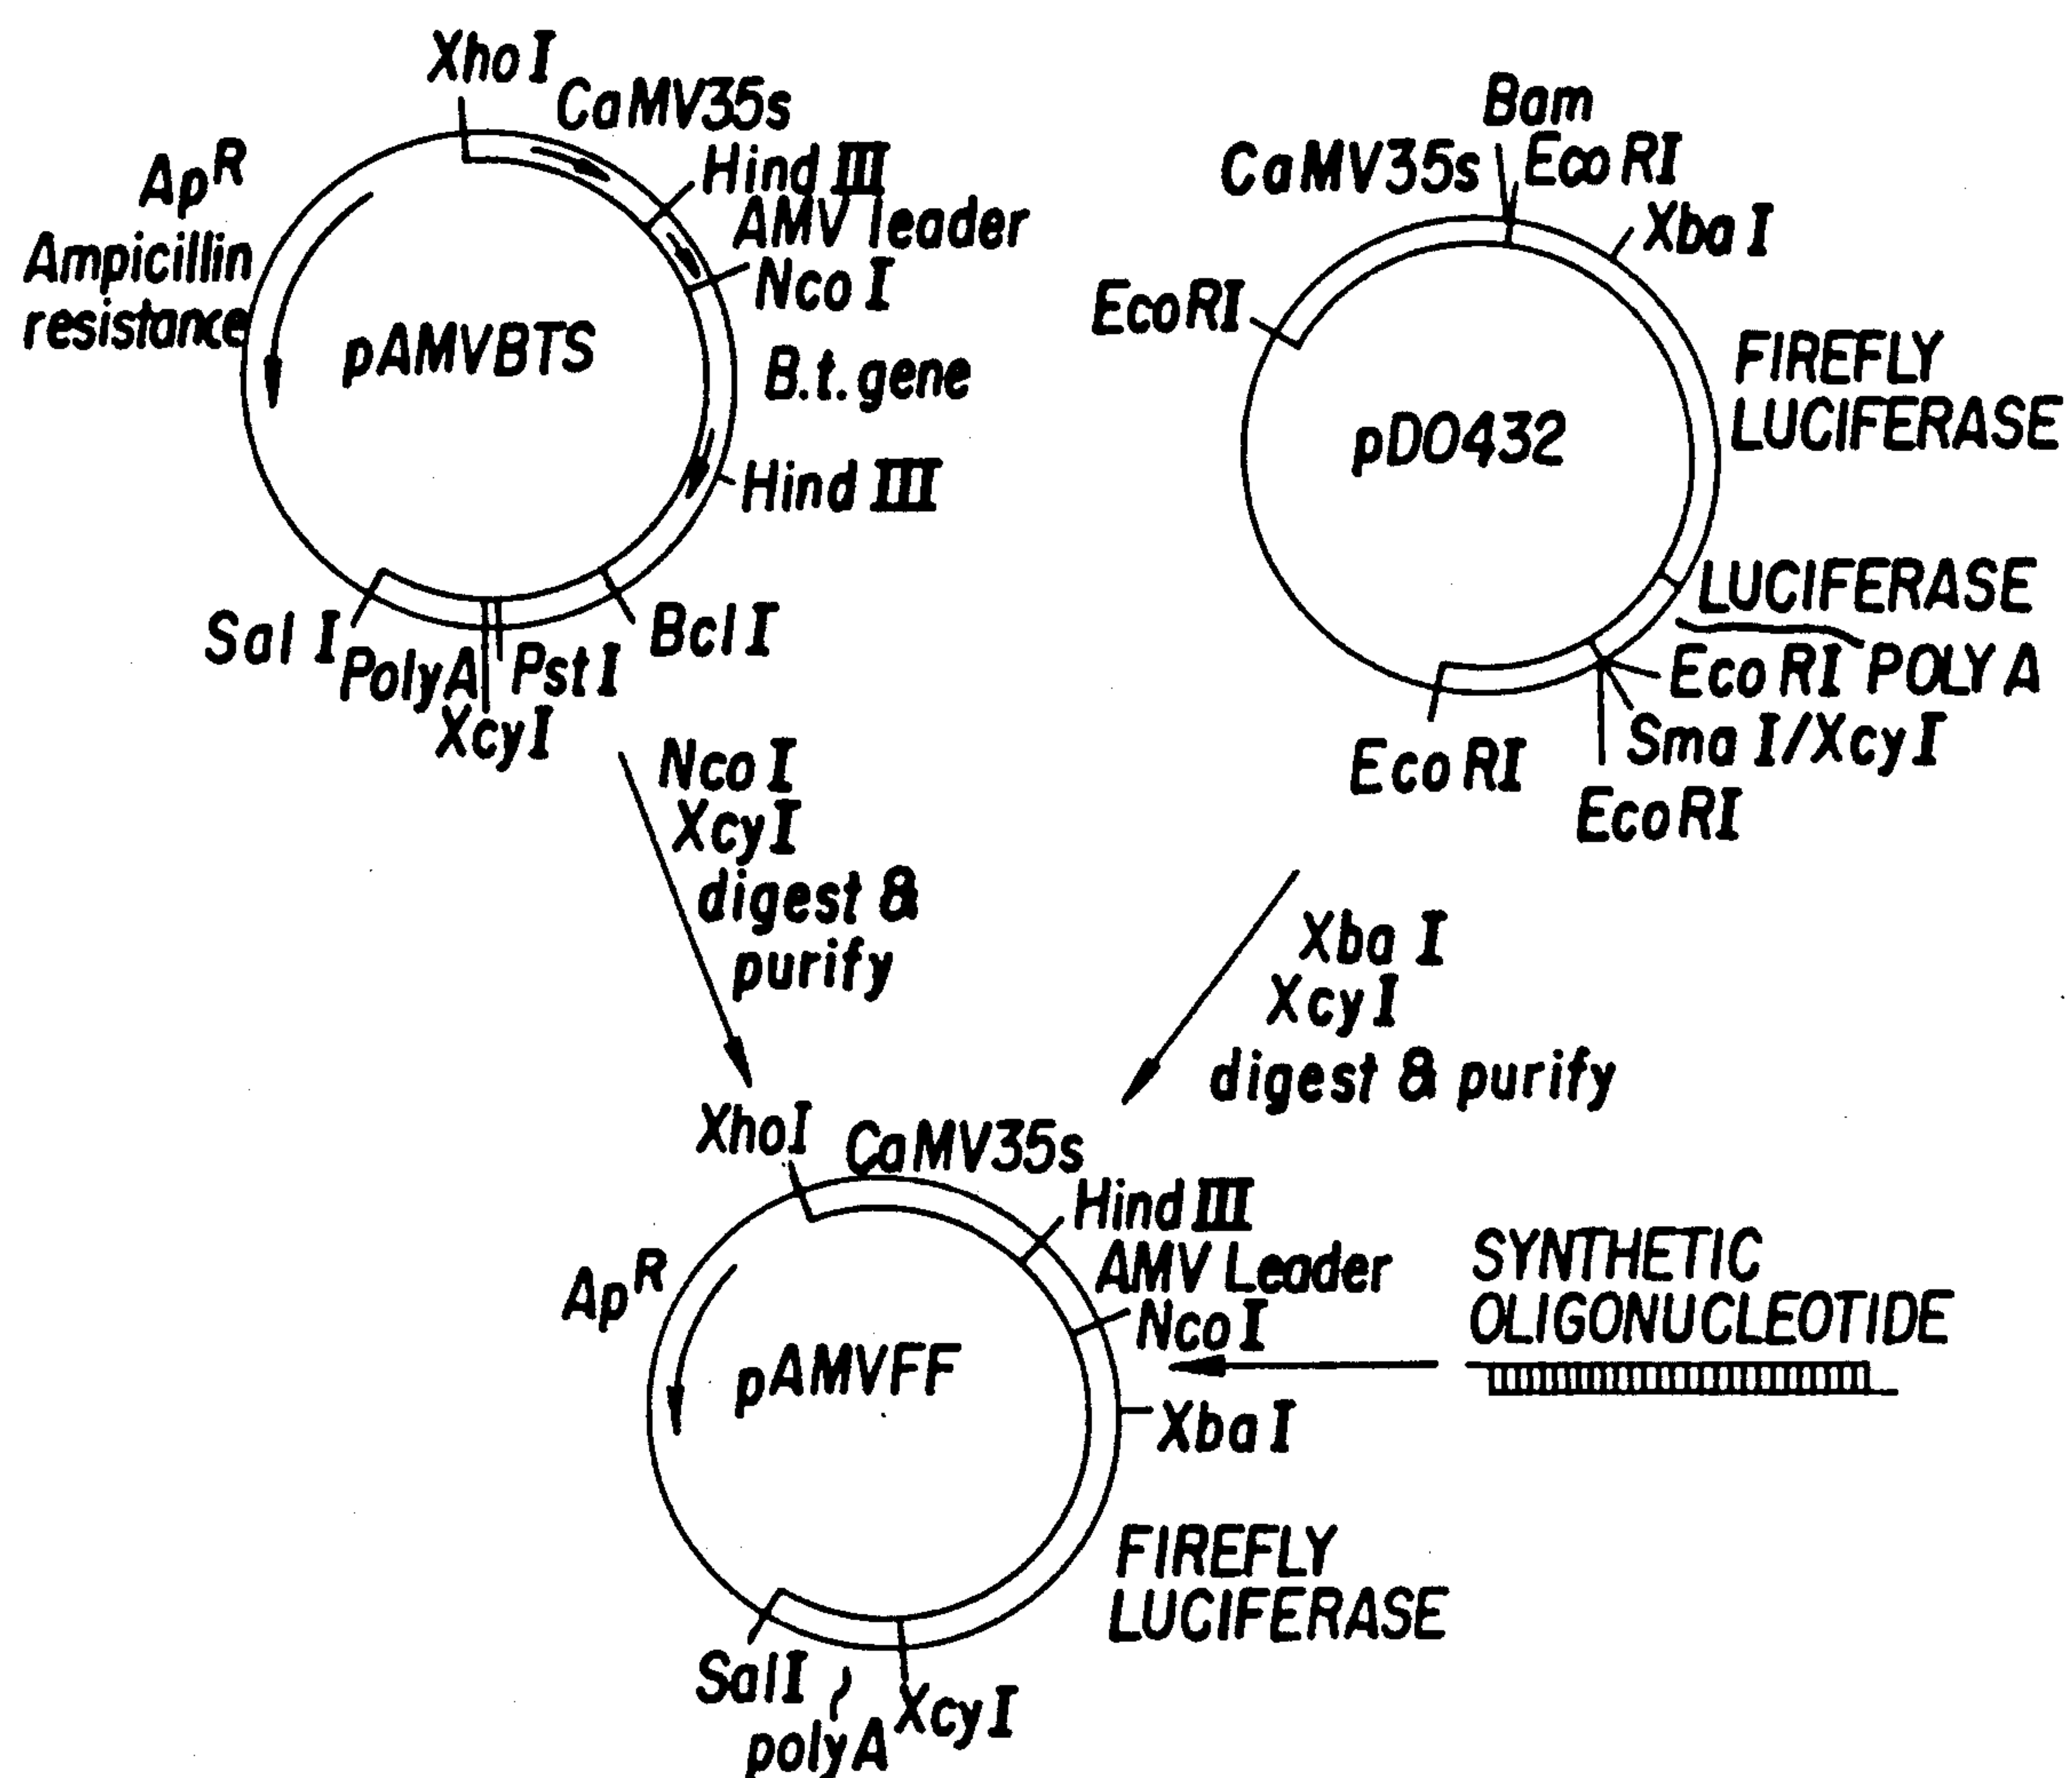 XhoI
CaMV35s
HindIII
AMV leader
NcoI
B.t.gene
HindIII
BclI
PstI
XcyI
PolyA
SalI
ApR
Ampicillin
resistance
pAMVBTS
Bam
EcoRI
CaMV35s
XbaI
EcoRI
FIREFLY
LUCIFERASE
pDO432
LUCIFERASE
POLY A
EcoRI
SmaI/XcyI
EcoRI
EcoRI
NcoI
XcyI
digest &
purify
XbaI
XcyI
digest & purify
XhoI
CaMV35s
HindIII
AMV Leader
NcoI
XbaI
ApR
pAMVFF
SYNTHETIC
OLIGONUCLEOTIDE
FIREFLY
LUCIFERASE
SalI
polyA
XcyI